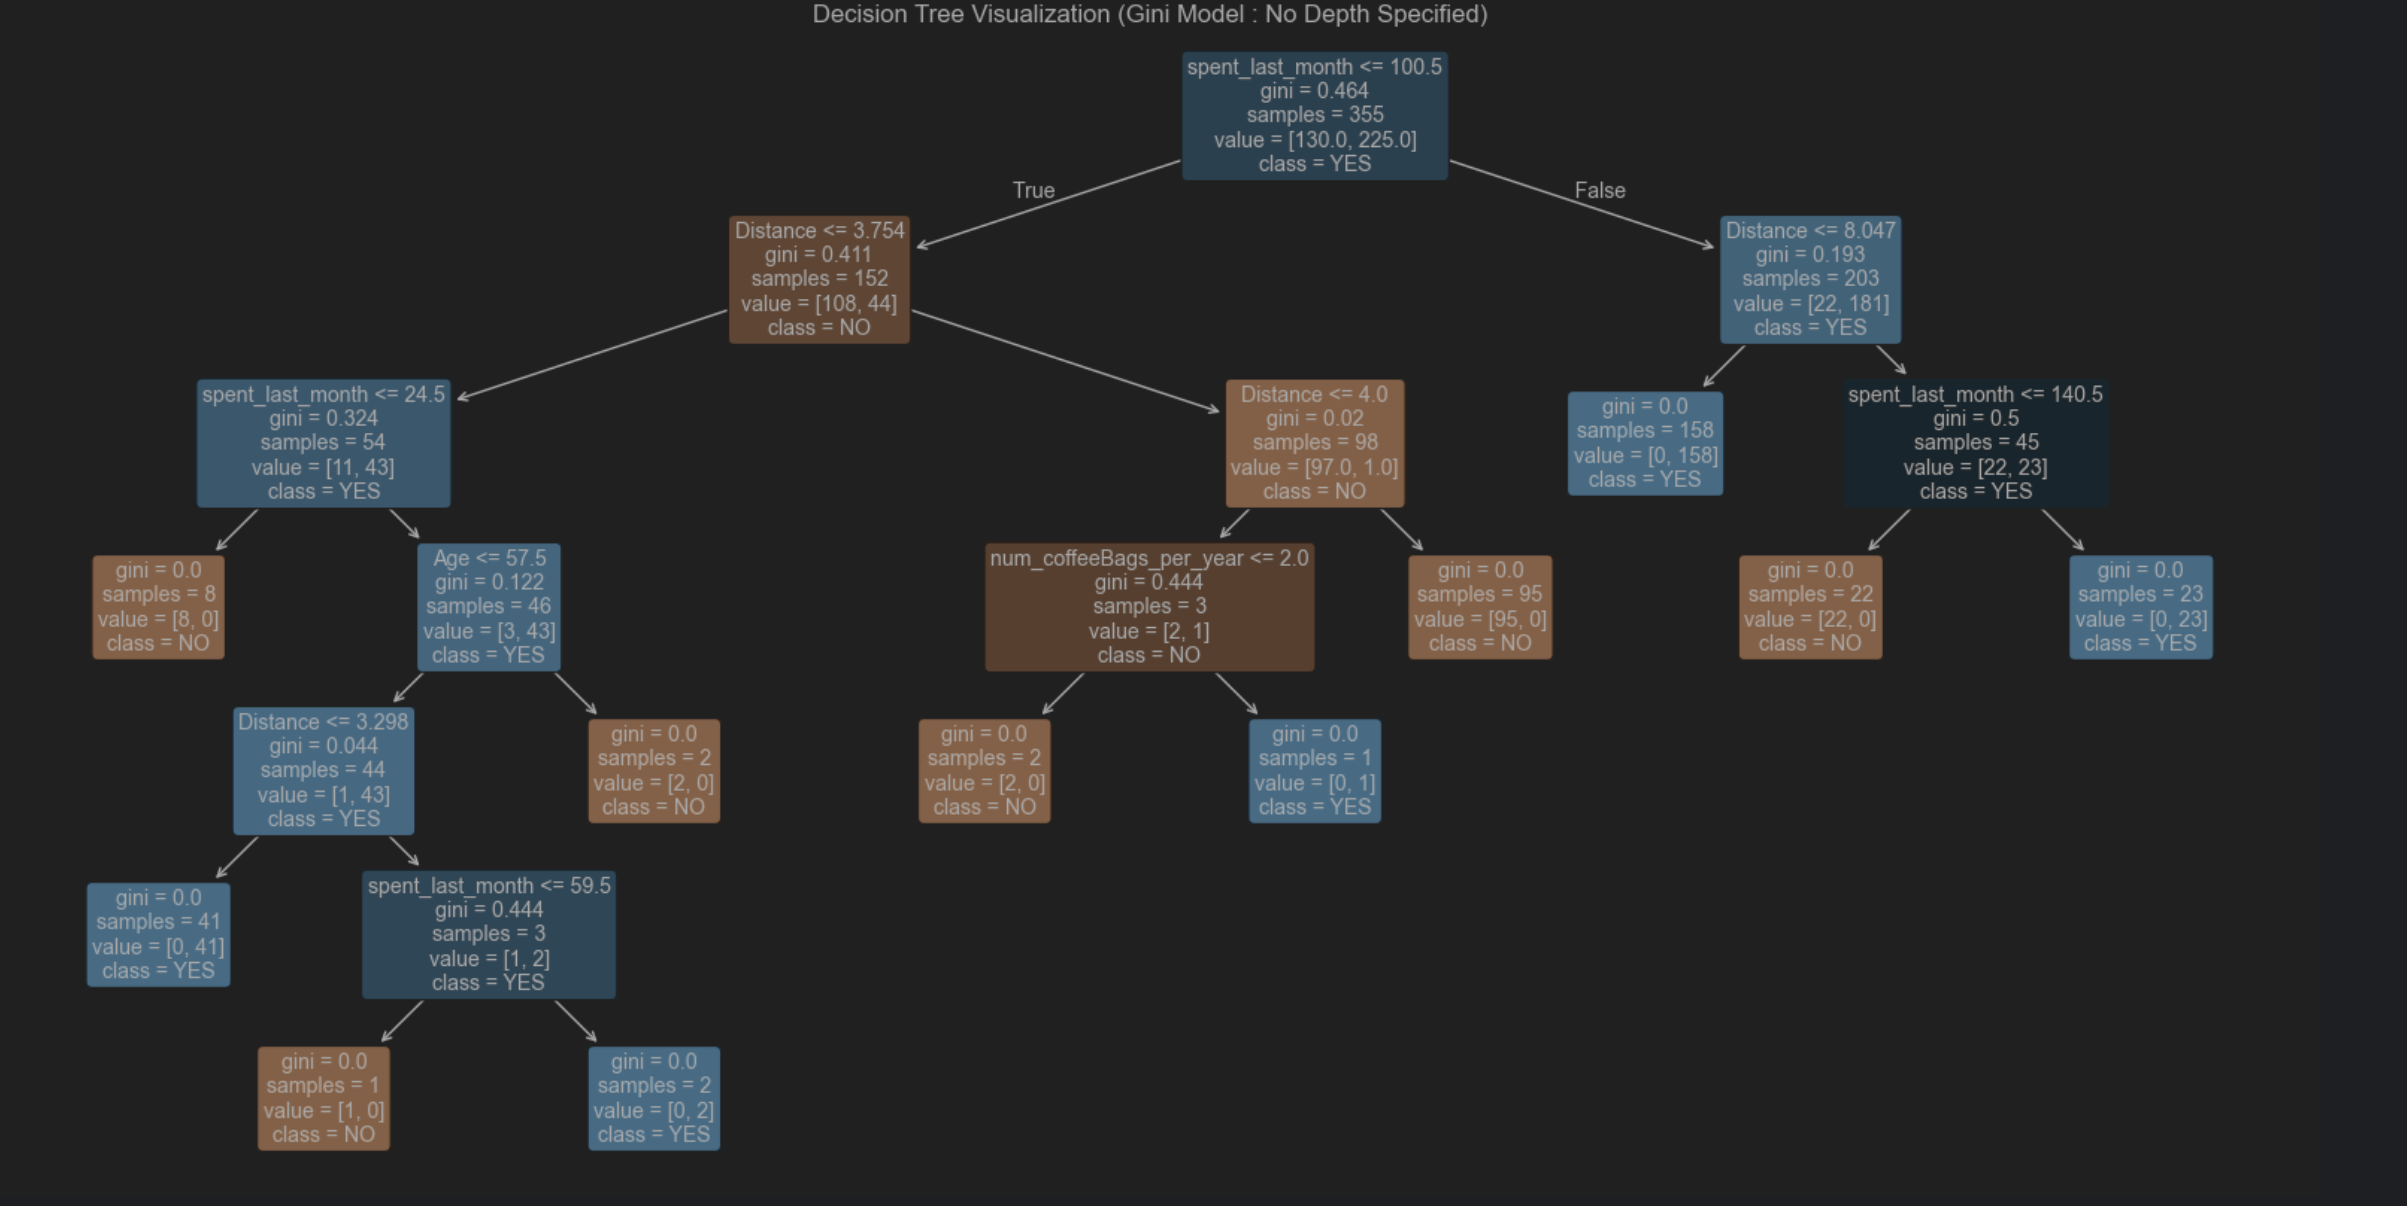 Decision Tree Visualization (Gini Model : No Depth Specified)
spent_last_month <= 100.5
gini = 0.464
samples = 355
value = [130.0, 225.0]
class = YES
True
False
Distance <= 3.754
gini = 0.411
samples = 152
value = [108, 44]
class = NO
Distance <= 8.047
gini = 0.193
samples = 203
value = [22, 181]
class = YES
spent_last_month <= 24.5
gini = 0.324
samples = 54
value = [11, 43]
class = YES
Distance <= 4.0
gini = 0.02
samples = 98
value = [97.0, 1.0]
class = NO
gini = 0.0
samples = 158
value = [0, 158]
class = YES
spent_last_month <= 140.5
gini = 0.5
samples = 45
value = [22, 23]
class = YES
gini = 0.0
samples = 8
value = [8, 0]
class = NO
Age <= 57.5
gini = 0.122
samples = 46
value = [3, 43]
class = YES
num_coffeeBags_per_year <= 2.0
gini = 0.444
samples = 3
value = [2, 1]
class = NO
gini = 0.0
samples = 95
value = [95, 0]
class = NO
gini = 0.0
samples = 22
value = [22, 0]
class = NO
gini = 0.0
samples = 23
value = [0, 23]
class = YES
Distance <= 3.298
gini = 0.044
samples = 44
value = [1, 43]
class = YES
gini = 0.0
samples = 2
value = [2, 0]
class = NO
gini = 0.0
samples = 2
value = [2, 0]
class = NO
gini = 0.0
samples = 1
value = [0, 1]
class = YES
gini = 0.0
samples = 41
value = [0, 41]
class = YES
spent_last_month <= 59.5
gini = 0.444
samples = 3
value = [1, 2]
class = YES
gini = 0.0
samples = 1
value = [1, 0]
class = NO
gini = 0.0
samples = 2
value = [0, 2]
class = YES